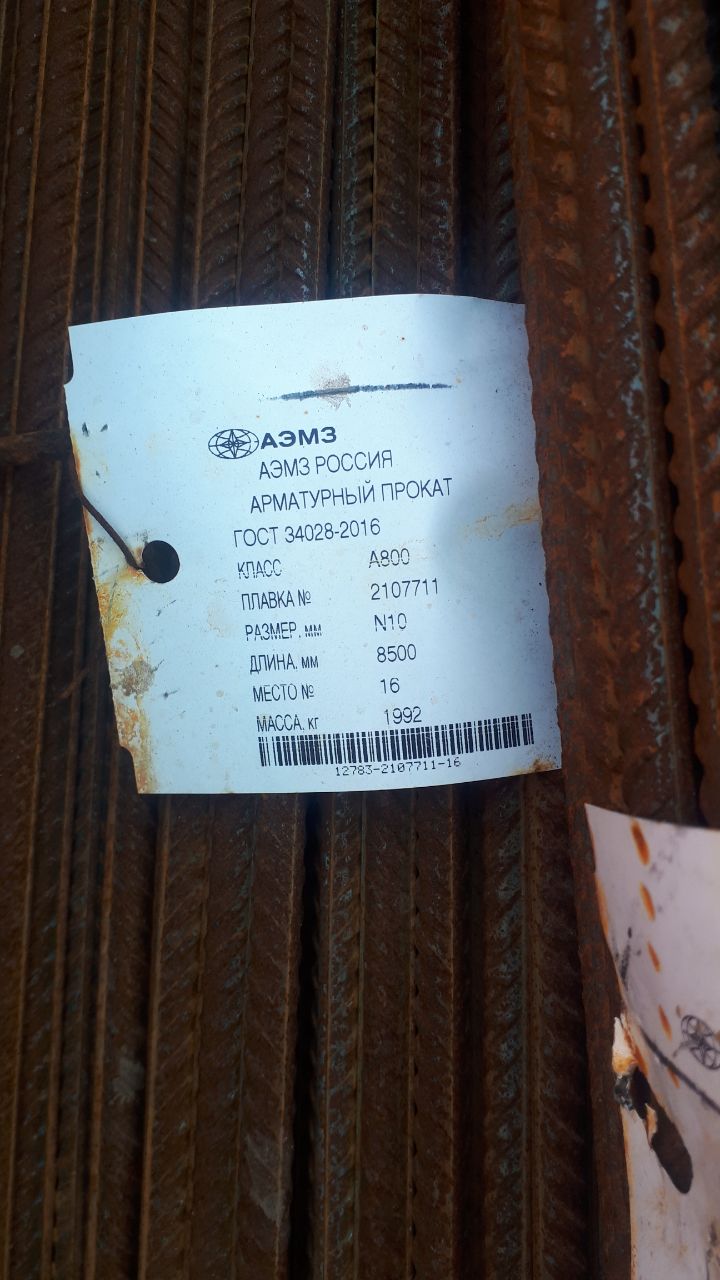 АЭМЗ
АЭМЗ РОССИЯ
АРМАТУРНЫЙ ПРОКАТ
ГОСТ 34028-2016
КЛАСС А800
ПЛАВКА № 2107711
РАЗМЕР. мм N10
ДЛИНА. мм 8500
МЕСТО № 16
МАССА. кг 1992
12783-2107711-16